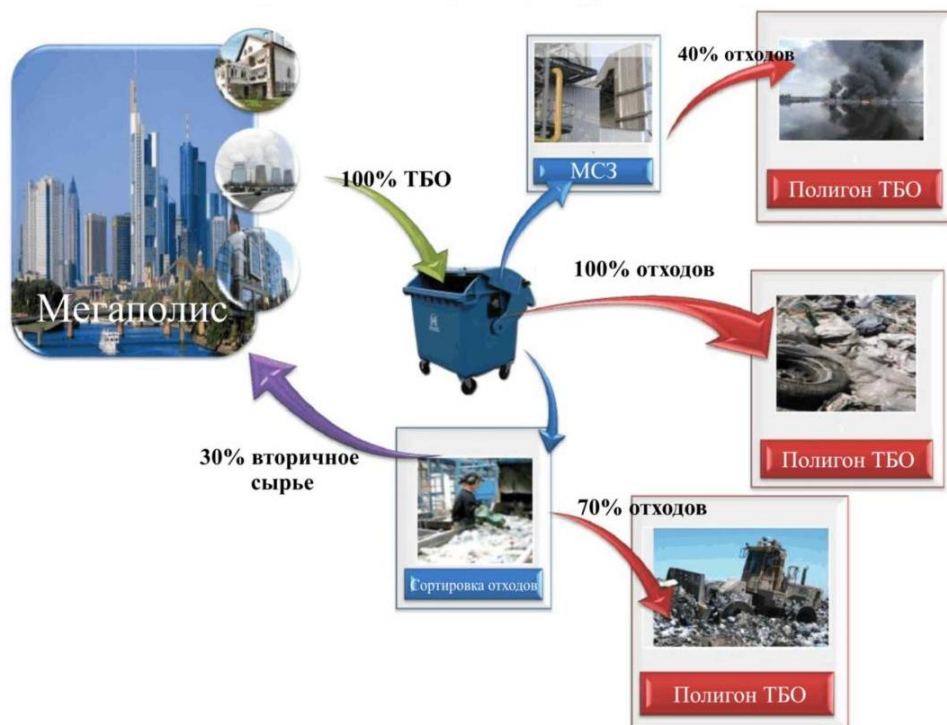 40% отходов
МСЗ
100% ТБО
Полигон ТБО
100% отходов
Мегаполис
30% вторичное
сырье
Полигон ТБО
70% отходов
Сортировка отходов
Полигон ТБО